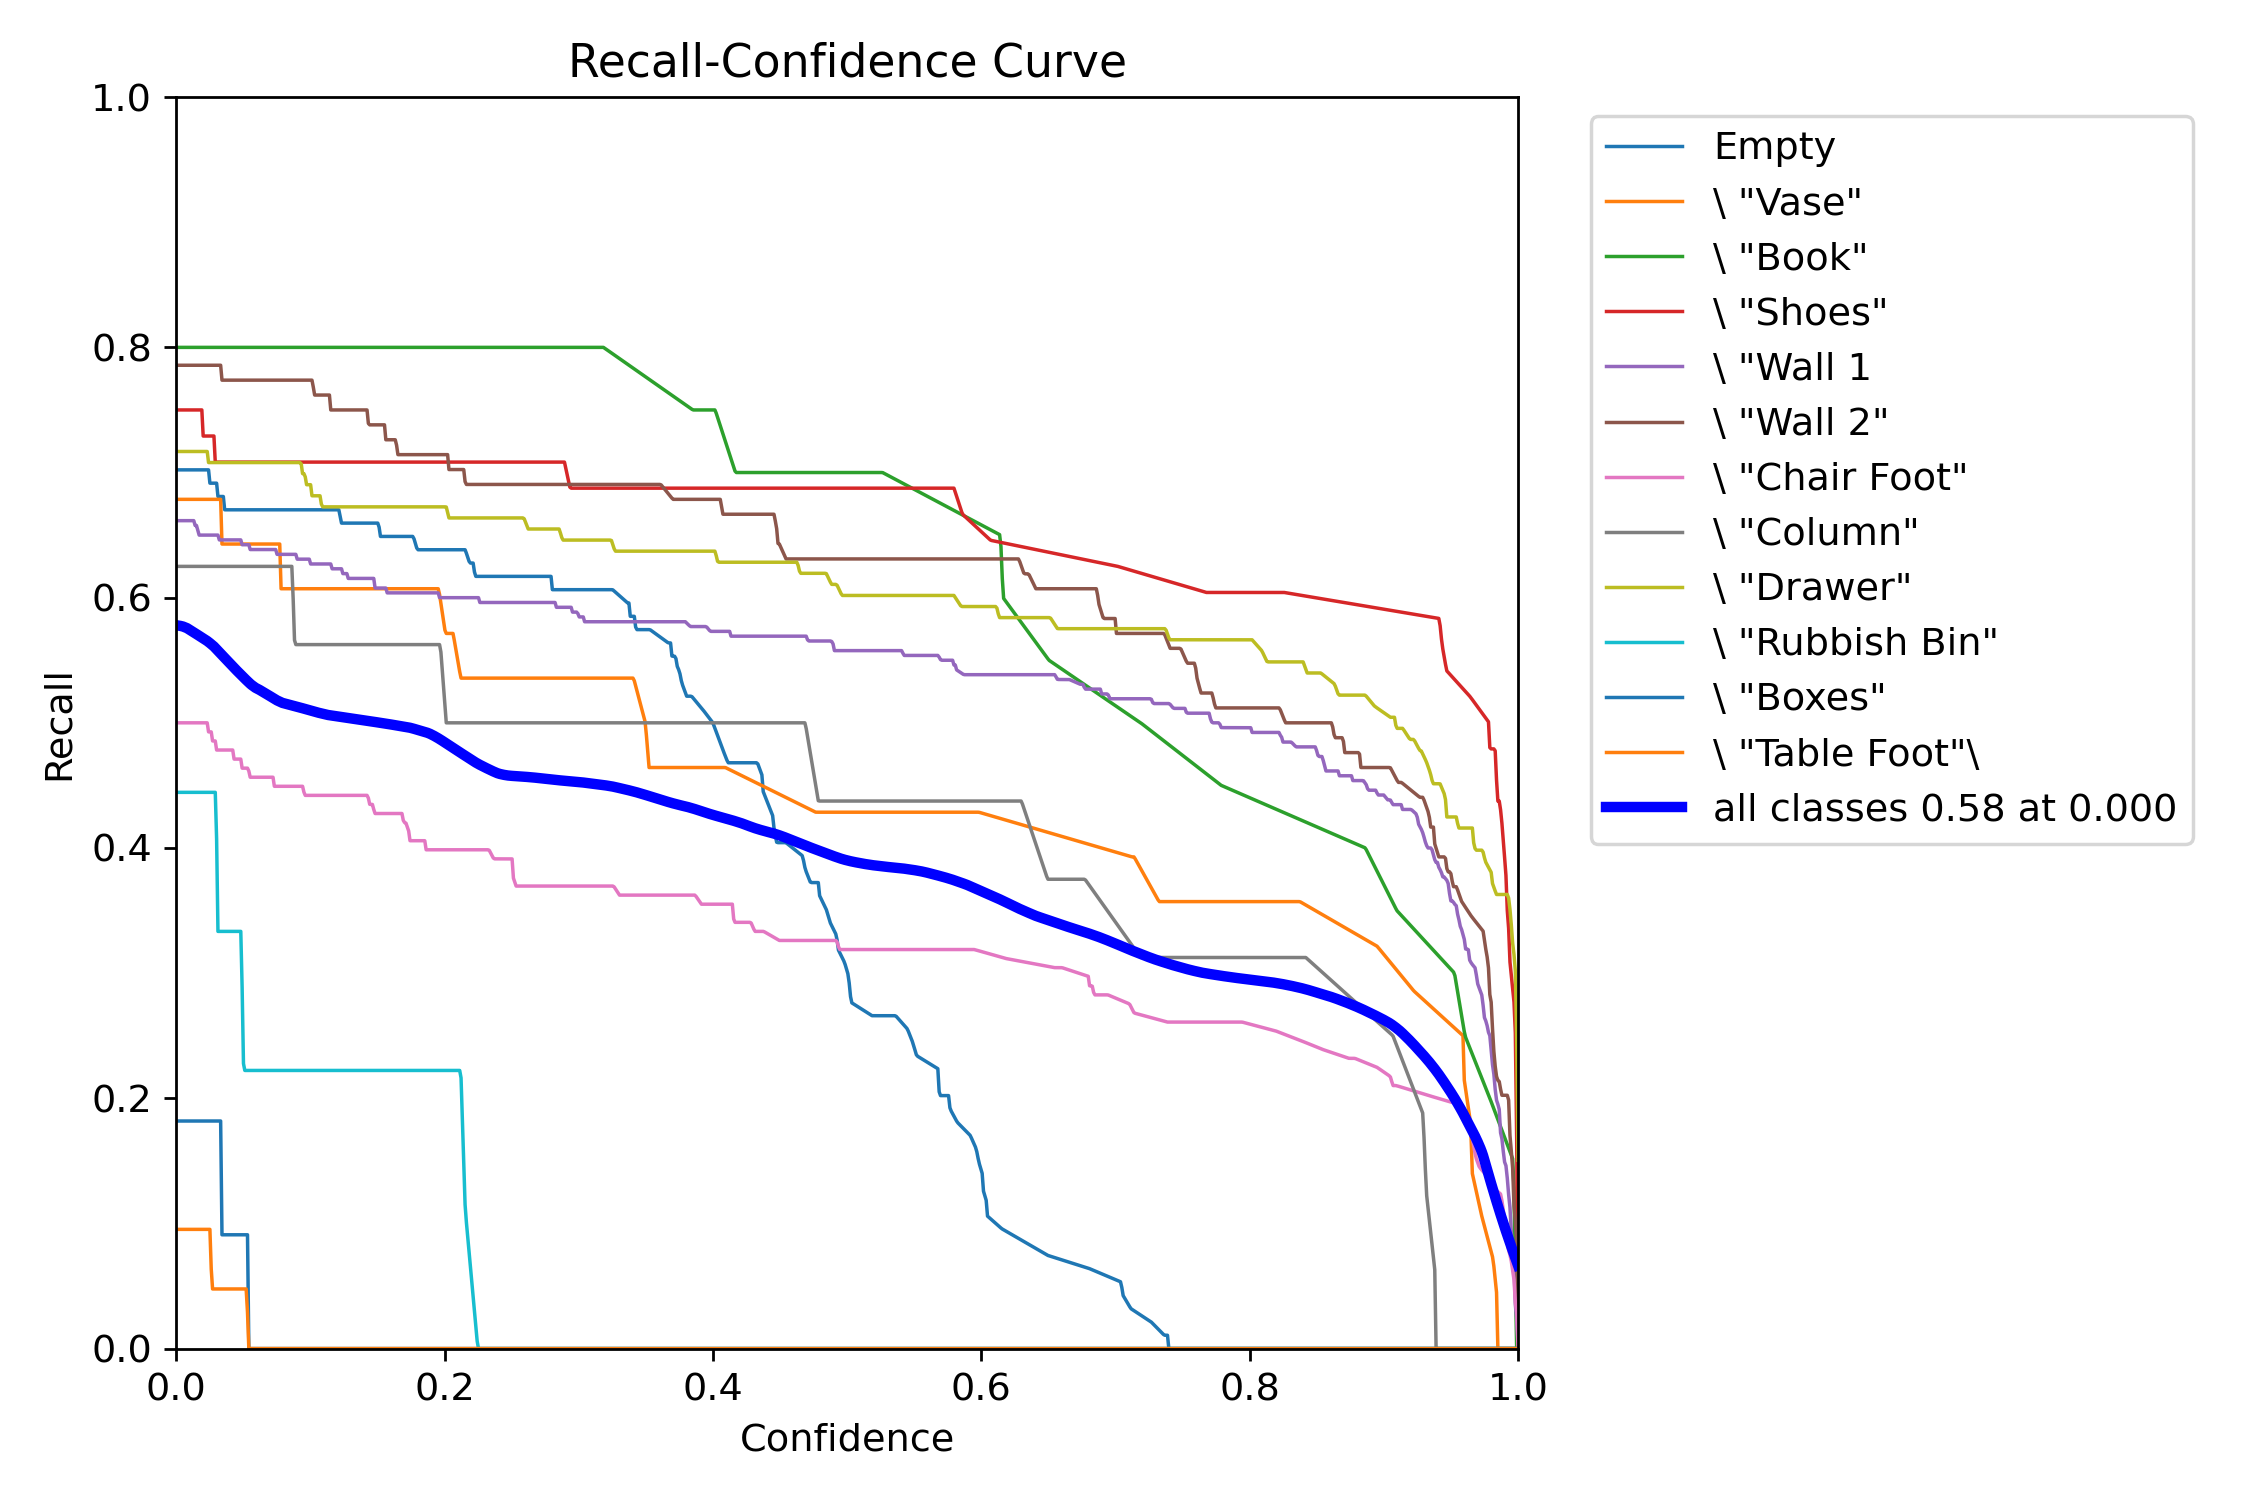 Recall-Confidence Curve
1.0
0.8
0.6
0.4
0.2
0.0
Recall
0.0 0.2 0.4 0.6 0.8 1.0
Confidence
Empty
\ "Vase"
\ "Book"
\ "Shoes"
\ "Wall 1
\ "Wall 2"
\ "Chair Foot"
\ "Column"
\ "Drawer"
\ "Rubbish Bin"
\ "Boxes"
\ "Table Foot"\
all classes 0.58 at 0.000